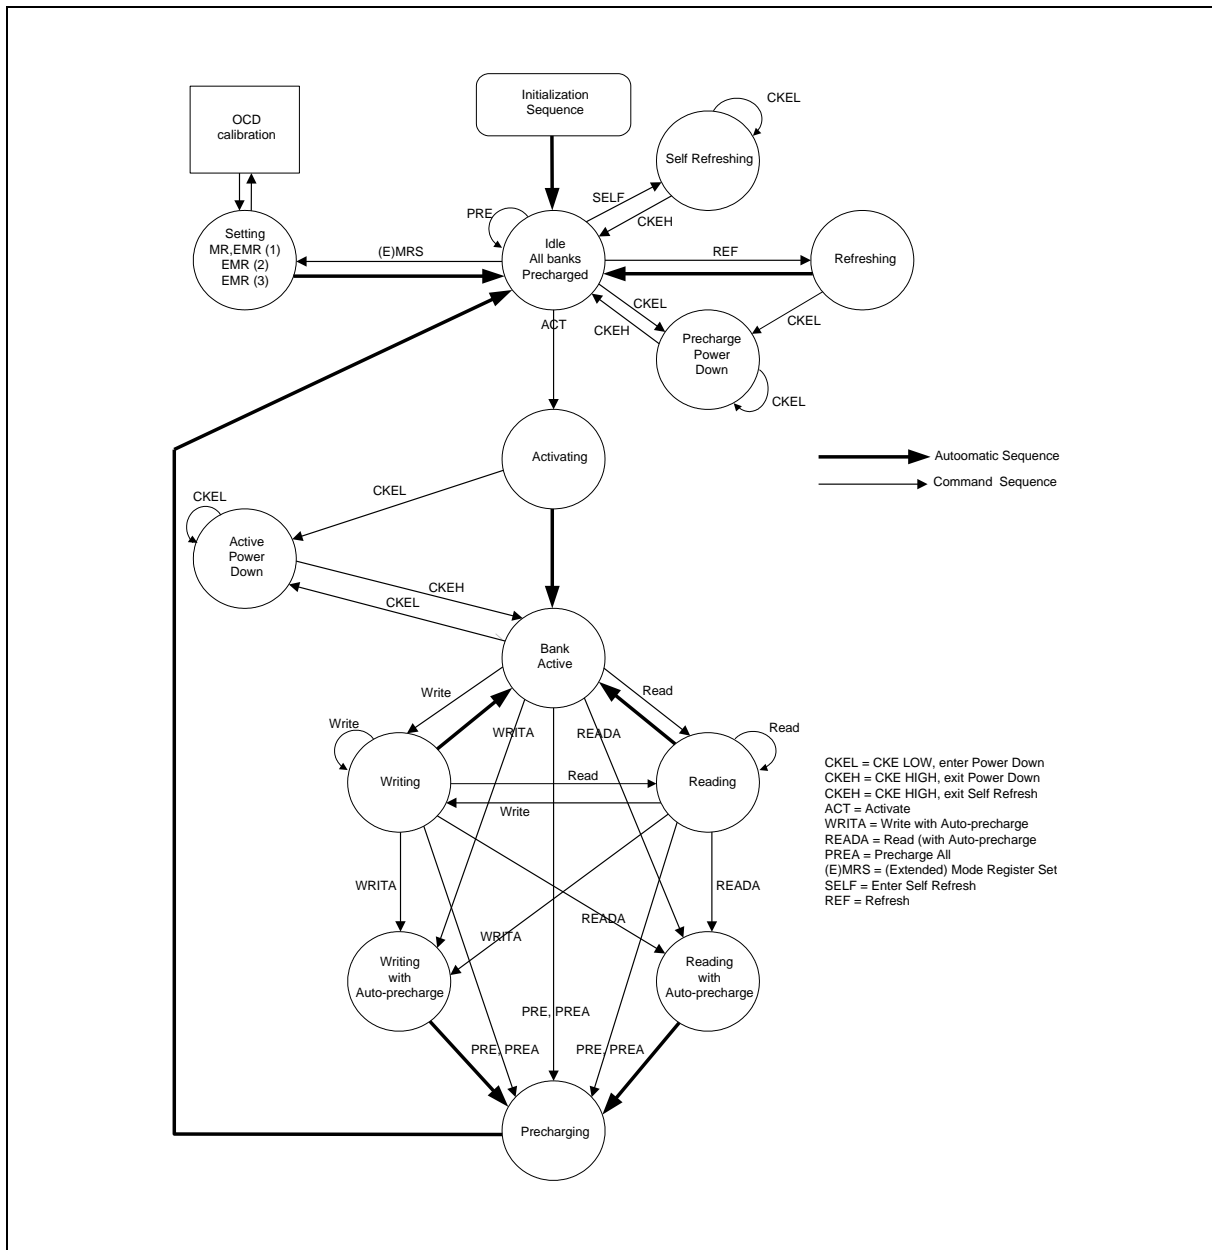 Initialization
Sequence
OCD
calibration
CKEL
Self Refreshing
SELF
CKEH
PRE
Setting
MR,EMR (1)
EMR (2)
EMR (3)
(E)MRS
Idle
All banks
Precharged
REF
Refreshing
CKEL
CKEH
CKEL
ACT
Precharge
Power
Down
CKEL
Activating
Autoomatic Sequence
Command Sequence
CKEL
CKEL
Active
Power
Down
CKEH
CKEL
Bank
Active
Write
Read
Write
WRITA
READA
Read
Writing
Read
Reading
Write
CKEL = CKE LOW, enter Power Down
CKEH = CKE HIGH, exit Power Down
CKEH = CKE HIGH, exit Self Refresh
ACT = Activate
WRITA = Write with Auto-precharge
READA = Read (with Auto-precharge
PREA = Precharge All
(E)MRS = (Extended) Mode Register Set
SELF = Enter Self Refresh
REF = Refresh
WRITA
READA
READA
WRITA
Writing
with
Auto-precharge
Reading
with
Auto-precharge
PRE, PREA
PRE, PREA
PRE, PREA
Precharging